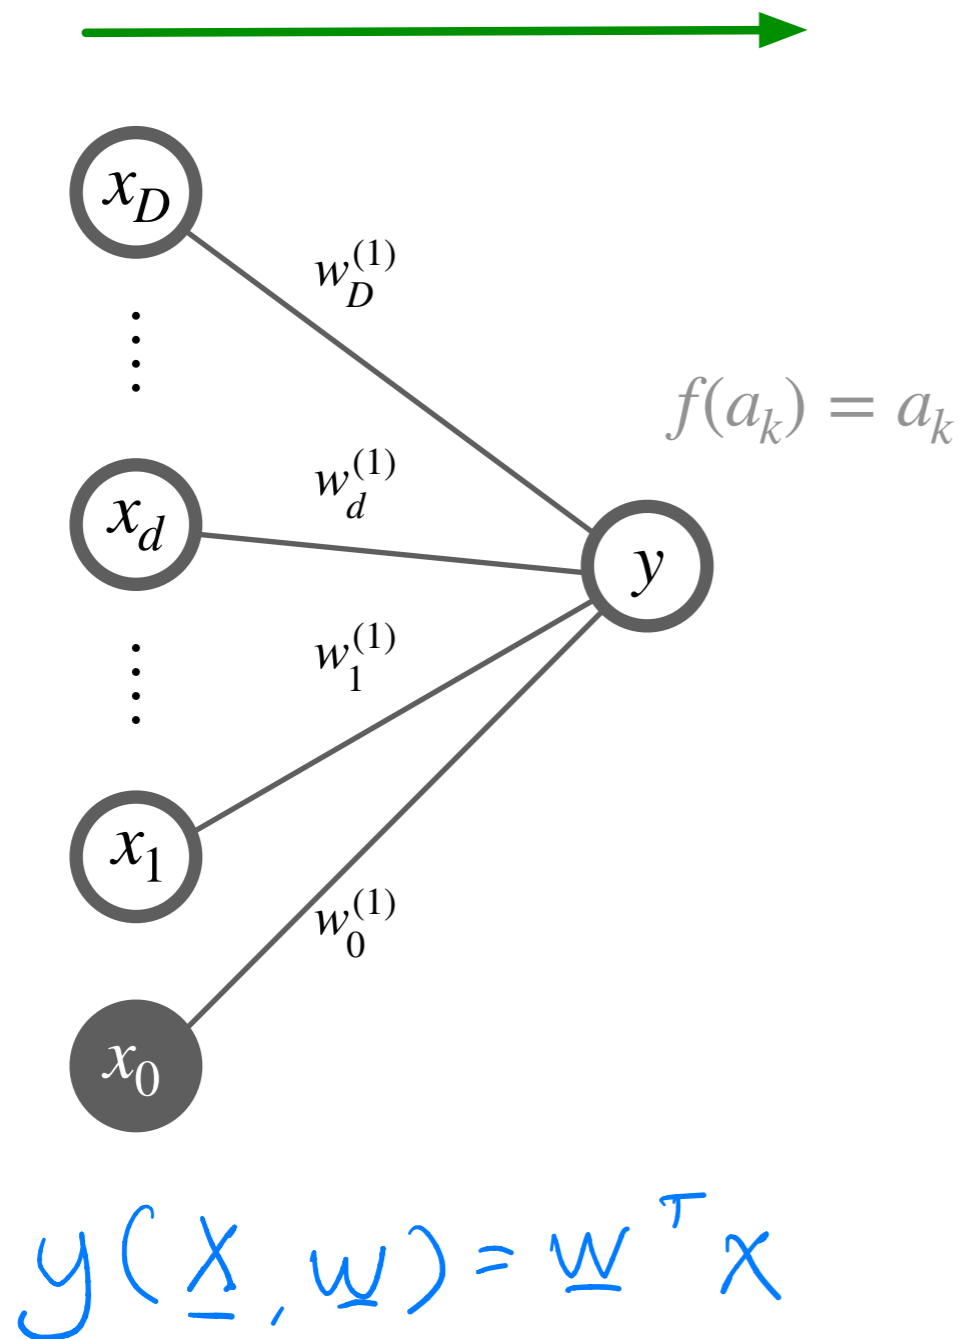 x_D
w_D^{(1)}
f(a_k) = a_k
w_d^{(1)}
x_d
y
w_1^{(1)}
x_1
w_0^{(1)}
x_0
y(x, w) = w^T x